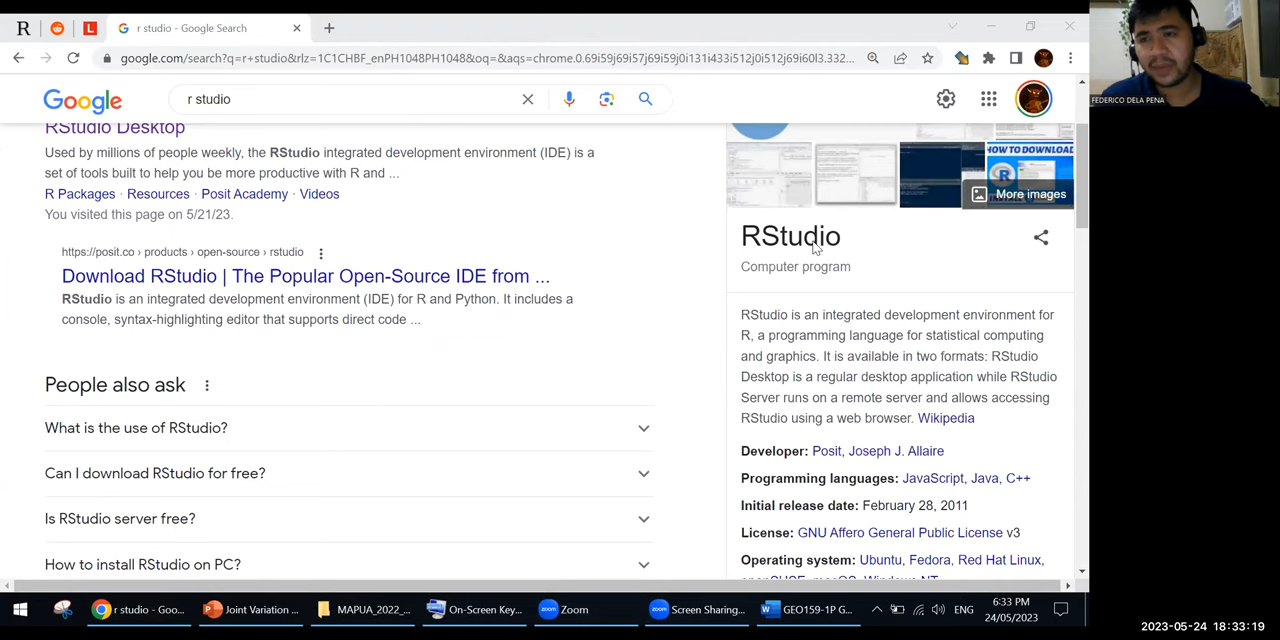 R
r studio - Google Search
google.com/search?q=r+studio&rlz=1C1CHBF_enPH1048PH1048&oq=&aqs=chrome.0.69i59j69i57j69i59j0i131i433i512j0i512j69i60l3.332...
FEDERICO DELA PENA
Google
r studio
RStudio Desktop
Used by millions of people weekly, the RStudio integrated development environment (IDE) is a
set of tools built to help you be more productive with R and ...
R Packages · Resources · Posit Academy · Videos
You visited this page on 5/21/23.
https://posit.co › products › open-source › rstudio
Download RStudio | The Popular Open-Source IDE from ...
RStudio is an integrated development environment (IDE) for R and Python. It includes a
console, syntax-highlighting editor that supports direct code ...
People also ask
What is the use of RStudio?
Can I download RStudio for free?
Is RStudio server free?
How to install RStudio on PC?
HOW TO DOWNLOAD
R
More images
RStudio
Computer program
RStudio is an integrated development environment for
R, a programming language for statistical computing
and graphics. It is available in two formats: RStudio
Desktop is a regular desktop application while RStudio
Server runs on a remote server and allows accessing
RStudio using a web browser. Wikipedia
Developer: Posit, Joseph J. Allaire
Programming languages: JavaScript, Java, C++
Initial release date: February 28, 2011
License: GNU Affero General Public License v3
Operating system: Ubuntu, Fedora, Red Hat Linux,
openSUSE, macOS, Windows NT
r studio - Goo...
Joint Variation ...
MAPUA_2022_...
On-Screen Key...
zoom
Zoom
zoom
Screen Sharing...
GEO159-1P G...
ENG
6:33 PM
24/05/2023
2023-05-24 18:33:19